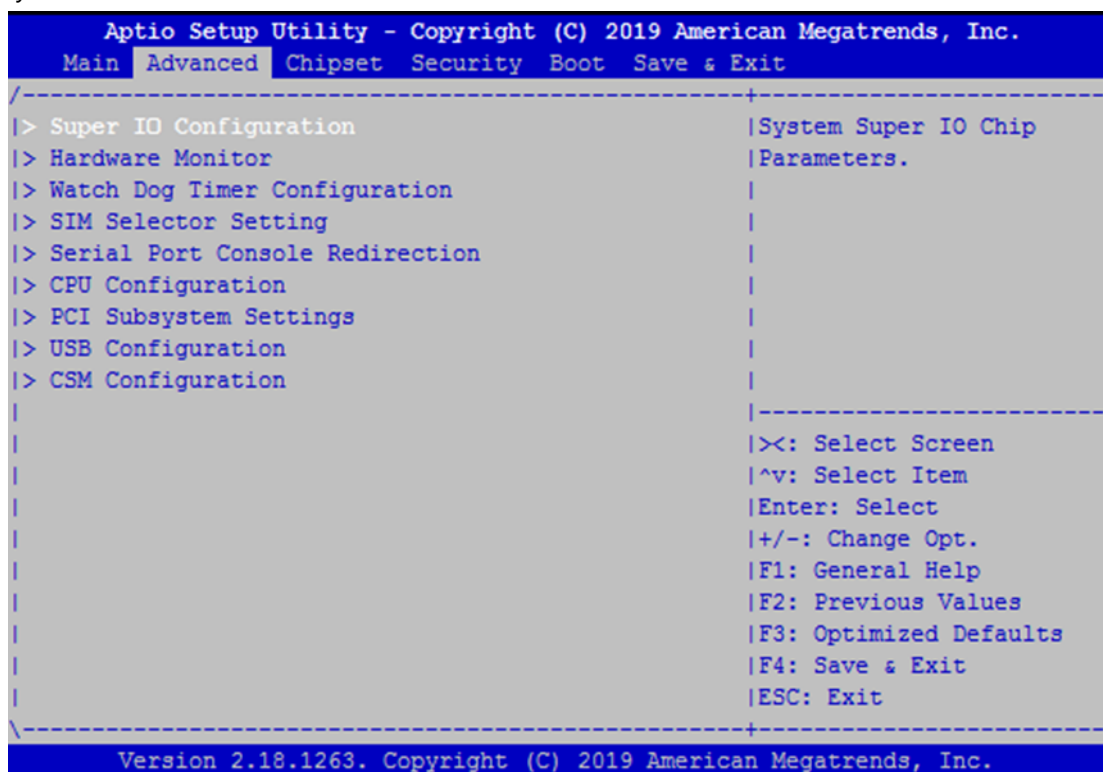 Aptio Setup Utility - Copyright (C) 2019 American Megatrends, Inc.
Main Advanced Chipset Security Boot Save & Exit
/----------------------------------------------------+-------------------------
|> Super IO Configuration |System Super IO Chip
|> Hardware Monitor |Parameters.
|> Watch Dog Timer Configuration |
|> SIM Selector Setting |
|> Serial Port Console Redirection |
|> CPU Configuration |
|> PCI Subsystem Settings |
|> USB Configuration |
|> CSM Configuration |
| |-------------------------
| |><: Select Screen
| |^v: Select Item
| |Enter: Select
| |+/-: Change Opt.
| |F1: General Help
| |F2: Previous Values
| |F3: Optimized Defaults
| |F4: Save & Exit
| |ESC: Exit
\----------------------------------------------------+-------------------------
Version 2.18.1263. Copyright (C) 2019 American Megatrends, Inc.